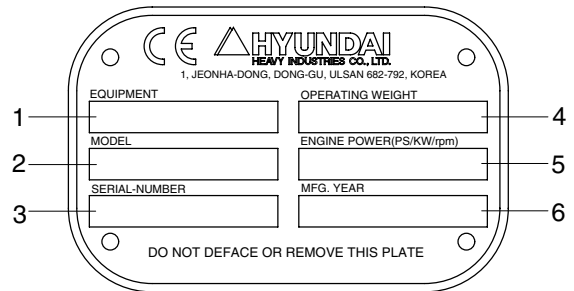 CE HYUNDAI
HEAVY INDUSTRIES CO., LTD.
1, JEONHA-DONG, DONG-GU, ULSAN 682-792, KOREA
EQUIPMENT OPERATING WEIGHT
1 4
MODEL ENGINE POWER(PS/KW/rpm)
2 5
SERIAL-NUMBER MFG. YEAR
3 6
DO NOT DEFACE OR REMOVE THIS PLATE